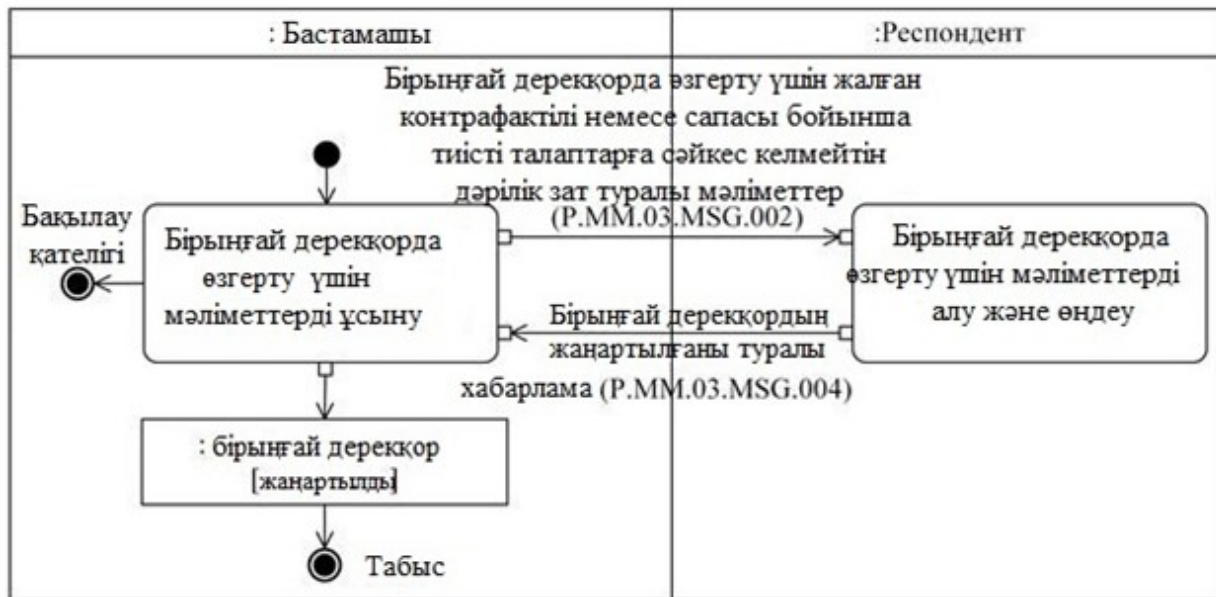 : Бастамашы
:Респондент
Бірыңғай дерекқорда өзгерту үшін жалған
контрафактілі немесе сапасы бойынша
тиісті талаптарға сәйкес келмейтін
дәрілік зат туралы мәліметтер
(P.MM.03.MSG.002)
Бақылау
қателігі
Бірыңғай дерекқорда
өзгерту үшін
мәліметтерді ұсыну
Бірыңғай дерекқорда
өзгерту үшін мәліметтерді
алу және өңдеу
Бірыңғай дерекқордың
жаңартылғаны туралы
хабарлама (P.MM.03.MSG.004)
: бірыңғай дерекқор
[жаңартылды]
Табыс